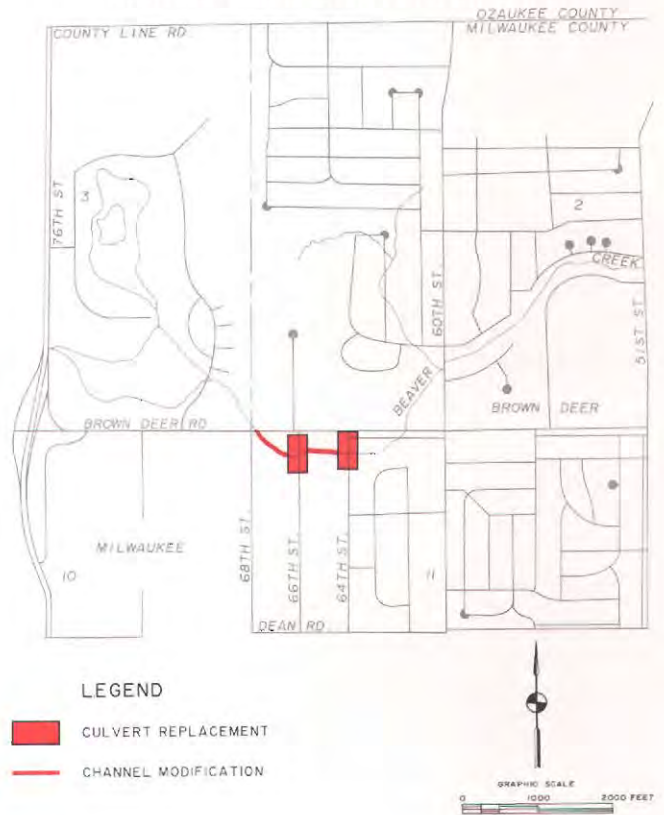 OZAUKEE COUNTY
MILWAUKEE COUNTY
COUNTY LINE RD
76TH ST.
3
2
60TH ST.
CREEK
51ST ST.
BEAVER
BROWN DEER
BROWN DEER RD
MILWAUKEE
10
68TH ST.
66TH ST.
64TH ST.
11
DEAN RD.
LEGEND
CULVERT REPLACEMENT
CHANNEL MODIFICATION
GRAPHIC SCALE
0 1000 2000 FEET